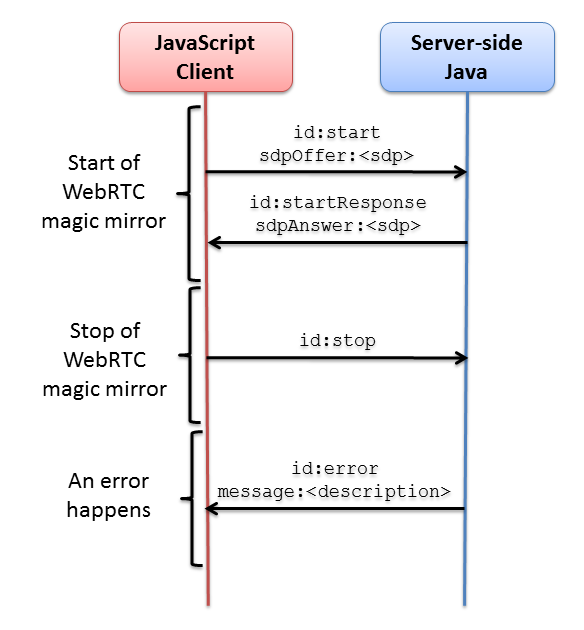 JavaScript
Client
Server-side
Java
Start of
WebRTC
magic mirror
id:start
sdpOffer:<sdp>
id:startResponse
sdpAnswer:<sdp>
Stop of
WebRTC
magic mirror
id:stop
An error
happens
id:error
message:<description>